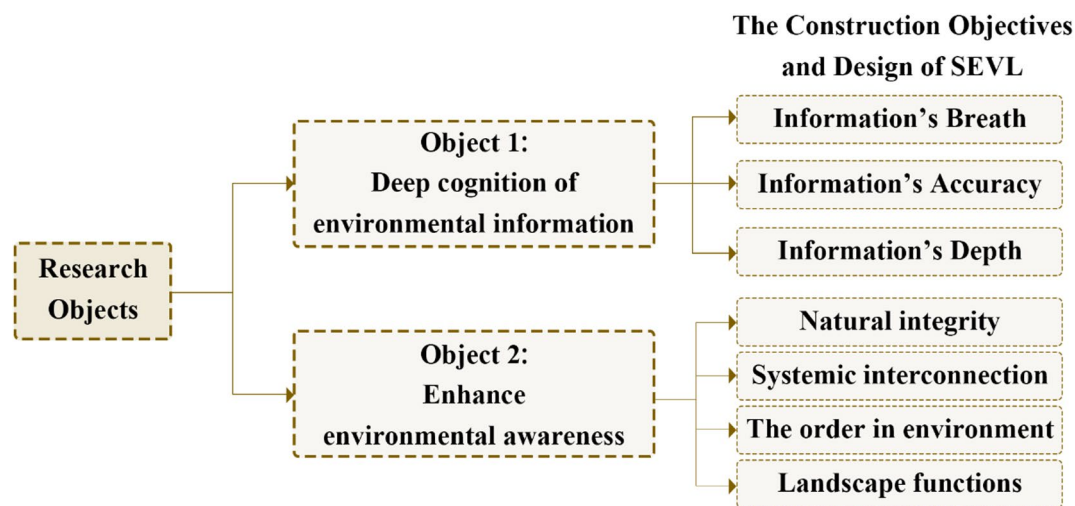 The Construction Objectives
and Design of SEVL
Research
Objects
Object 1:
Deep cognition of
environmental information
Information’s Breath
Information’s Accuracy
Information’s Depth
Object 2:
Enhance
environmental awareness
Natural integrity
Systemic interconnection
The order in environment
Landscape functions